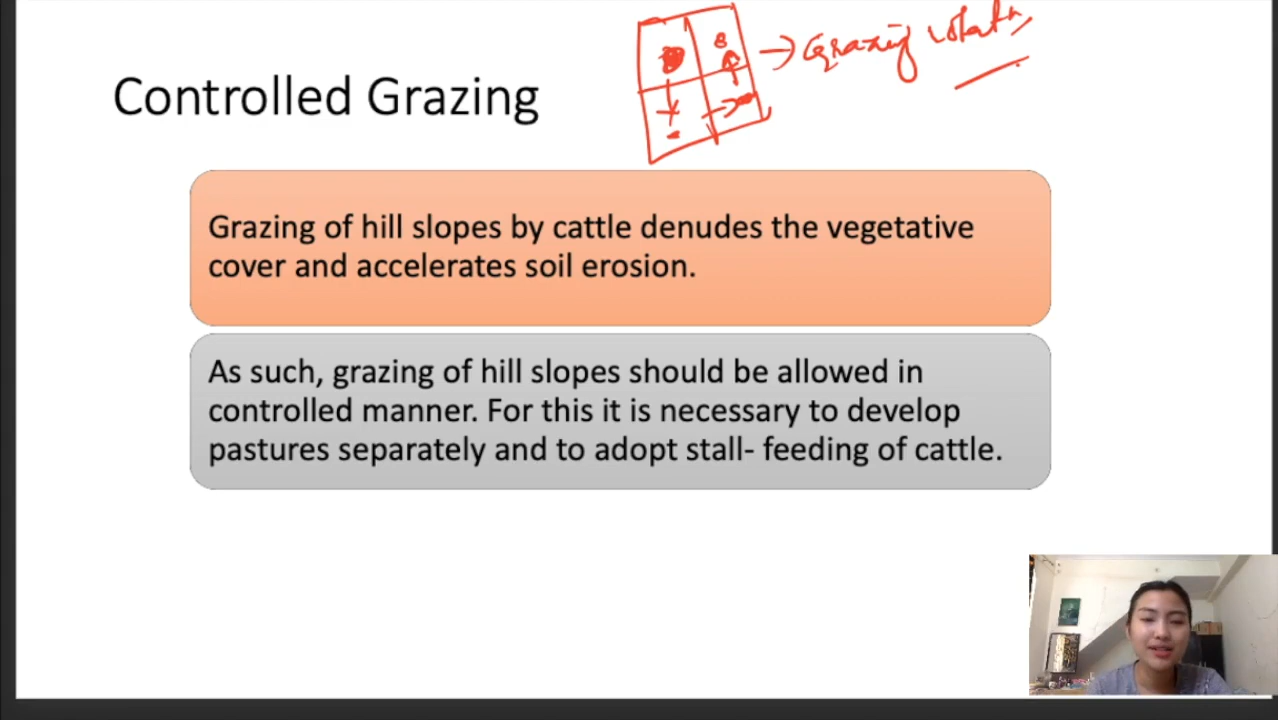 Controlled Grazing
→ Grazing
Grazing of hill slopes by cattle denudes the vegetative
cover and accelerates soil erosion.
As such, grazing of hill slopes should be allowed in
controlled manner. For this it is necessary to develop
pastures separately and to adopt stall- feeding of cattle.